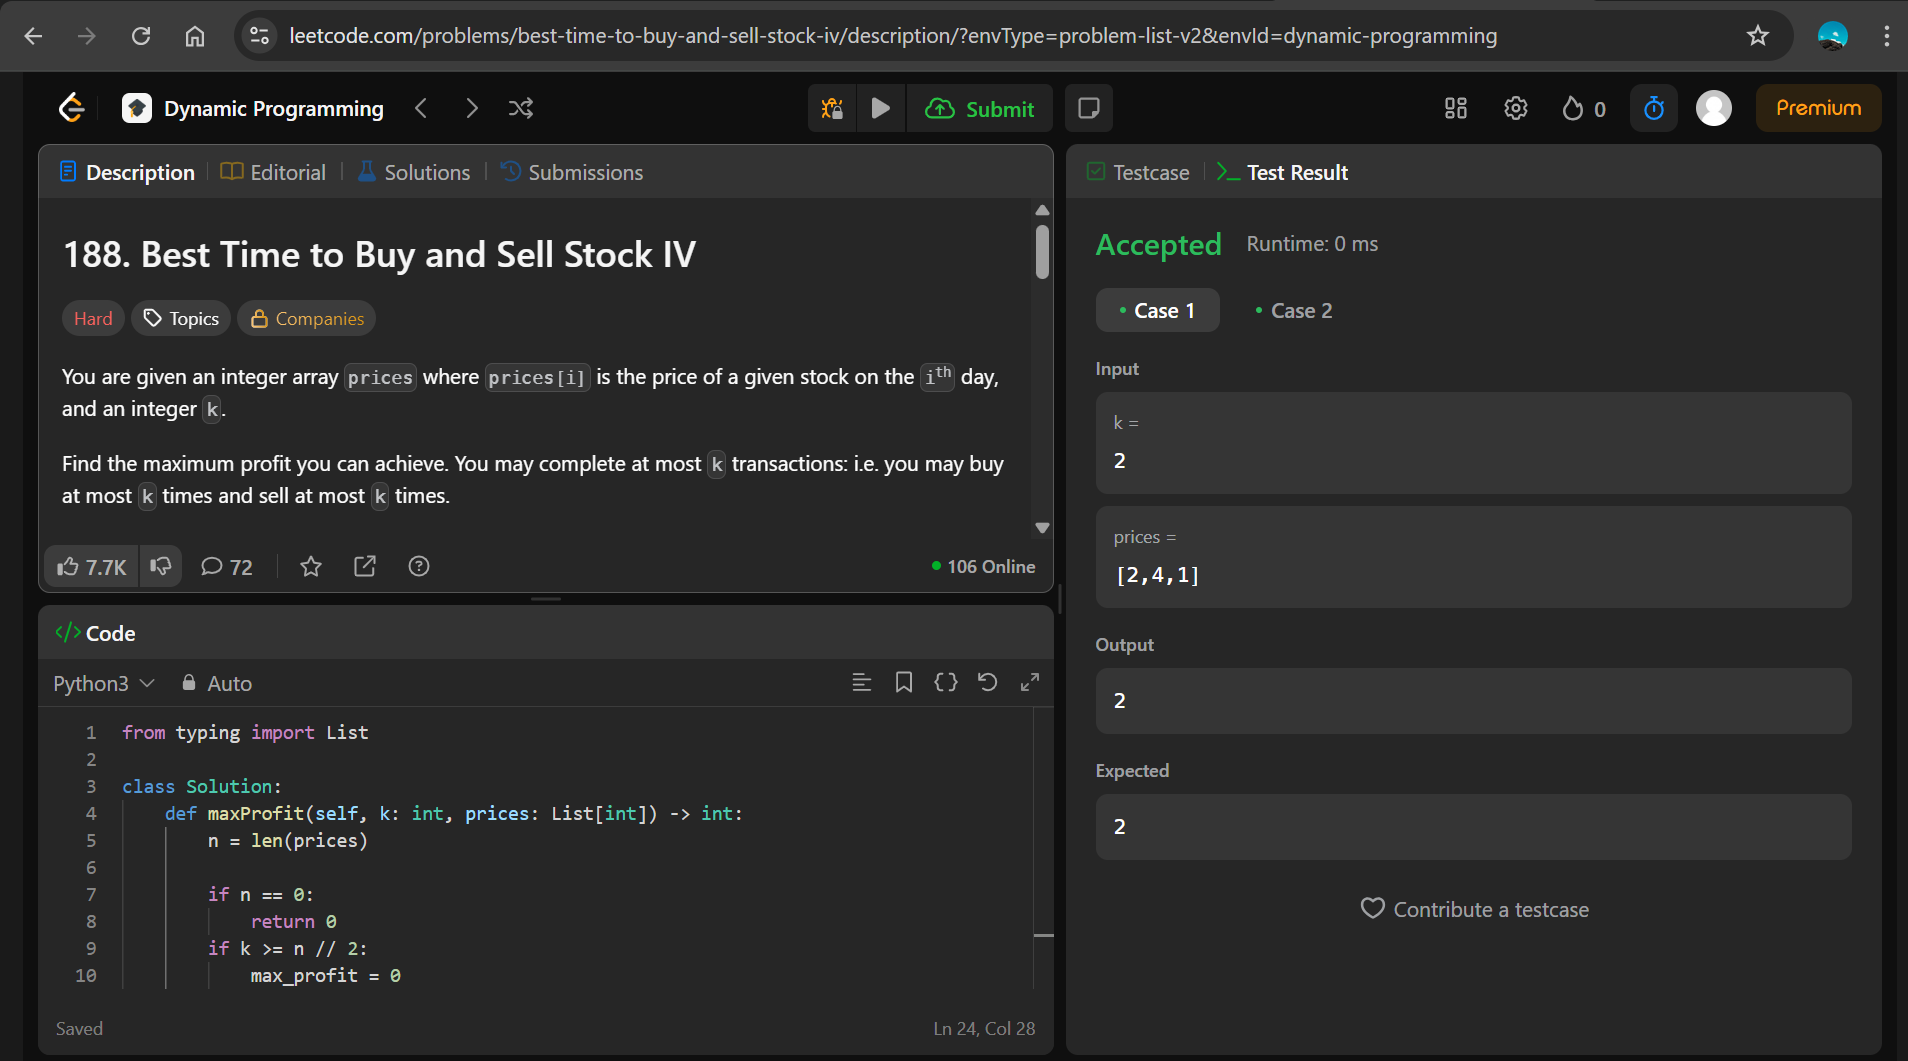 leetcode.com/problems/best-time-to-buy-and-sell-stock-iv/description/?envType=problem-list-v2&envId=dynamic-programming
Dynamic Programming
Submit
0
Premium
Description
Editorial
Solutions
Submissions
188. Best Time to Buy and Sell Stock IV
Hard
Topics
Companies
You are given an integer array prices where prices[i] is the price of a given stock on the ith day,
and an integer k.
Find the maximum profit you can achieve. You may complete at most k transactions: i.e. you may buy
at most k times and sell at most k times.
7.7K
72
106 Online
</> Code
Python3
Auto
1 from typing import List
2
3 class Solution:
4 def maxProfit(self, k: int, prices: List[int]) -> int:
5 n = len(prices)
6
7 if n == 0:
8 return 0
9 if k >= n // 2:
10 max_profit = 0
Saved
Ln 24, Col 28
Testcase
Test Result
Accepted
Runtime: 0 ms
Case 1
Case 2
Input
k =
2
prices =
[2,4,1]
Output
2
Expected
2
Contribute a testcase